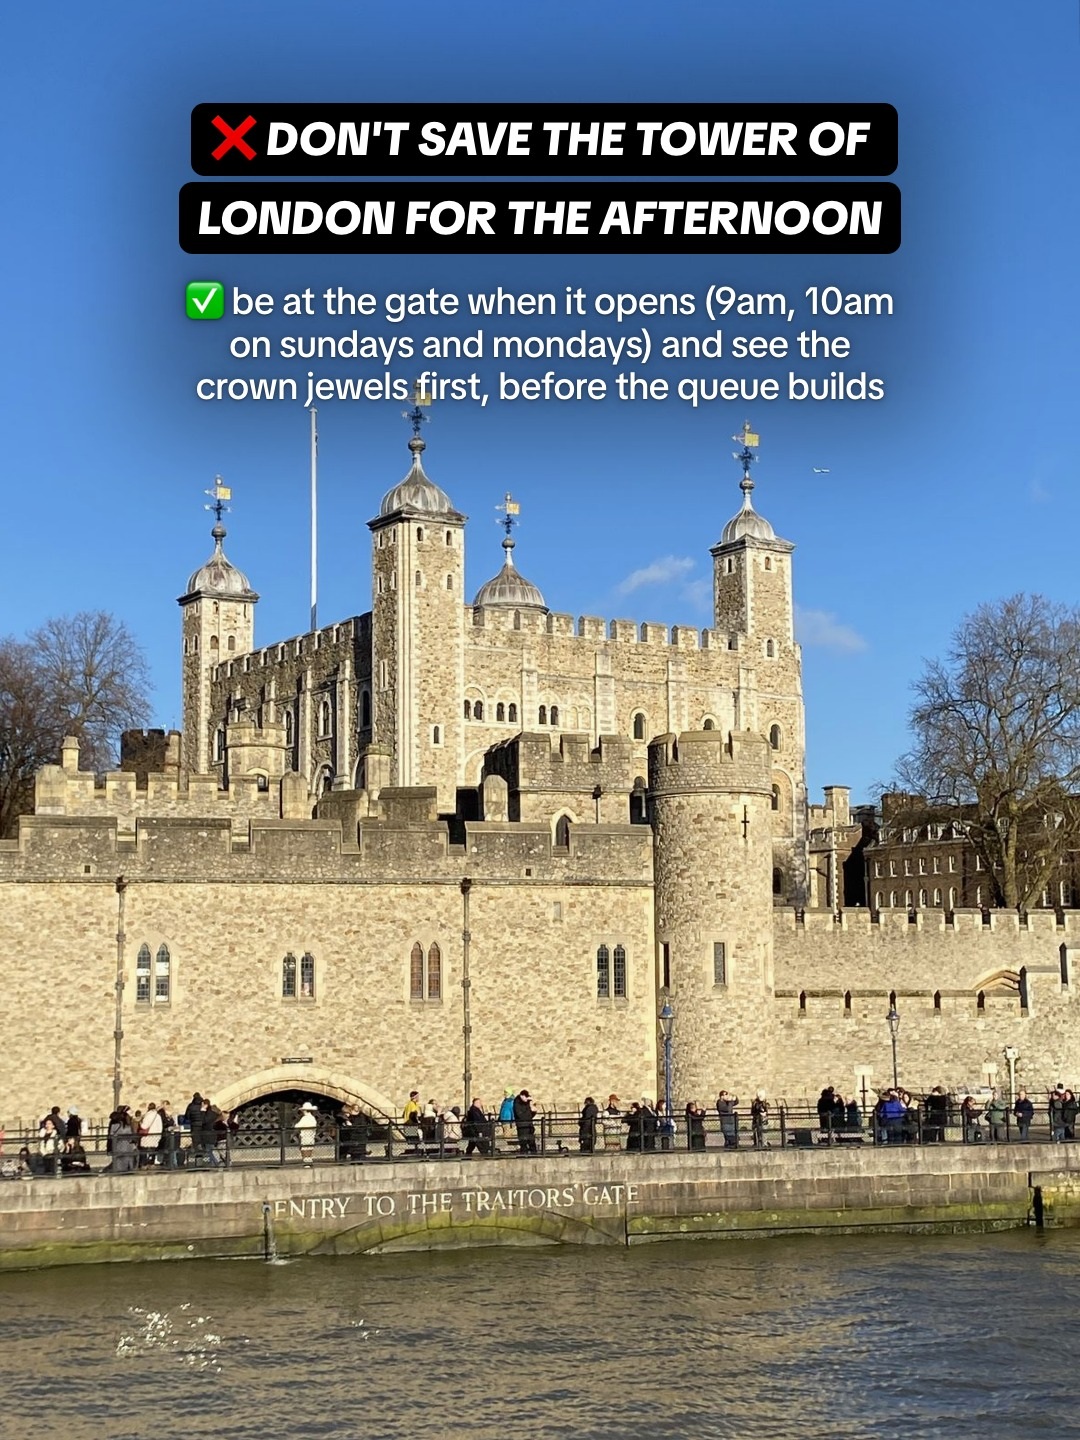 ❌ DON'T SAVE THE TOWER OF
LONDON FOR THE AFTERNOON
✅ be at the gate when it opens (9am, 10am
on sundays and mondays) and see the
crown jewels first, before the queue builds
ENTRY TO THE TRAITORS' GATE